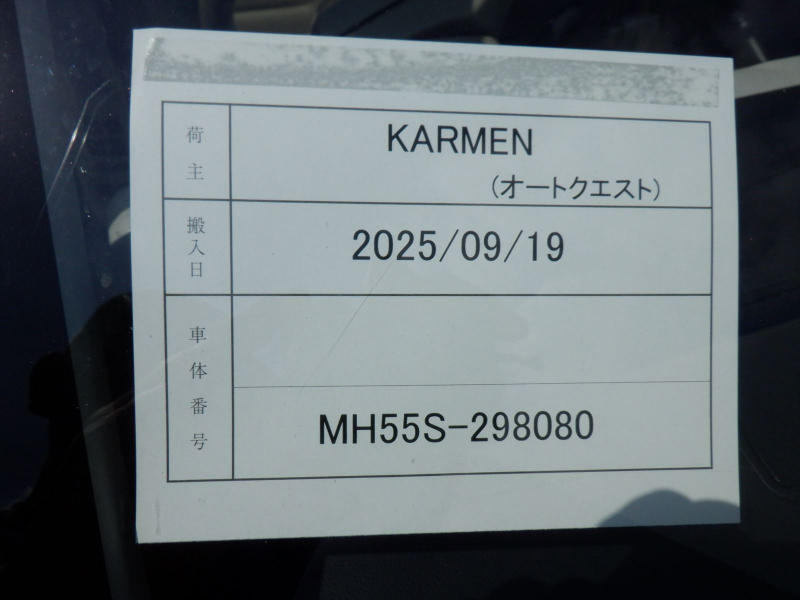 荷主
KARMEN
(オートクエスト)
搬入日
2025/09/19
車体番号
MH55S-298080